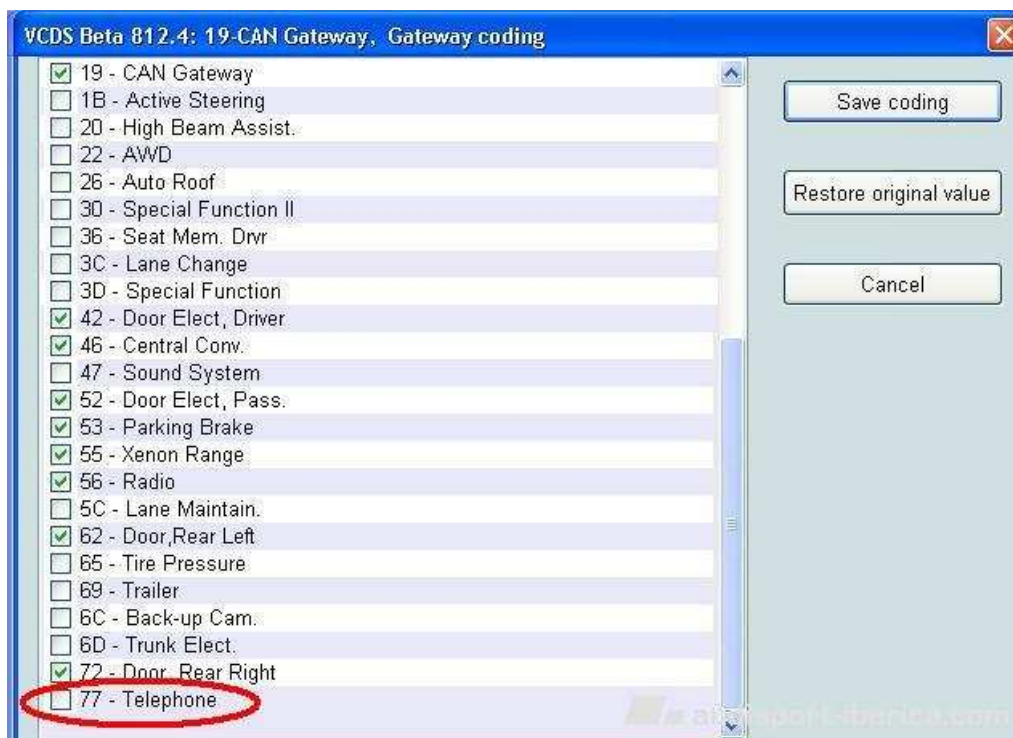 VCDS Beta 812.4: 19-CAN Gateway, Gateway coding
19 - CAN Gateway
1B - Active Steering
20 - High Beam Assist.
22 - AWD
26 - Auto Roof
30 - Special Function II
36 - Seat Mem. Drvr
3C - Lane Change
3D - Special Function
42 - Door Elect, Driver
46 - Central Conv.
47 - Sound System
52 - Door Elect, Pass.
53 - Parking Brake
55 - Xenon Range
56 - Radio
5C - Lane Maintain.
62 - Door,Rear Left
65 - Tire Pressure
69 - Trailer
6C - Back-up Cam.
6D - Trunk Elect.
72 - Door, Rear Right
77 - Telephone
Save coding
Restore original value
Cancel